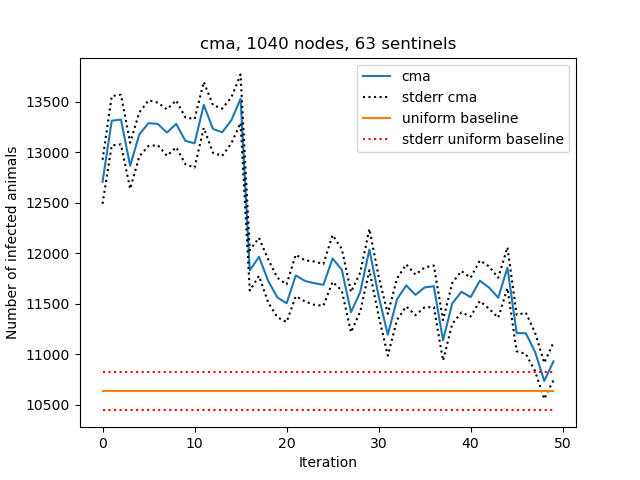 cma, 1040 nodes, 63 sentinels
cma
stderr cma
uniform baseline
stderr uniform baseline
Number of infected animals
13500
13000
12500
12000
11500
11000
10500
0 10 20 30 40 50
Iteration